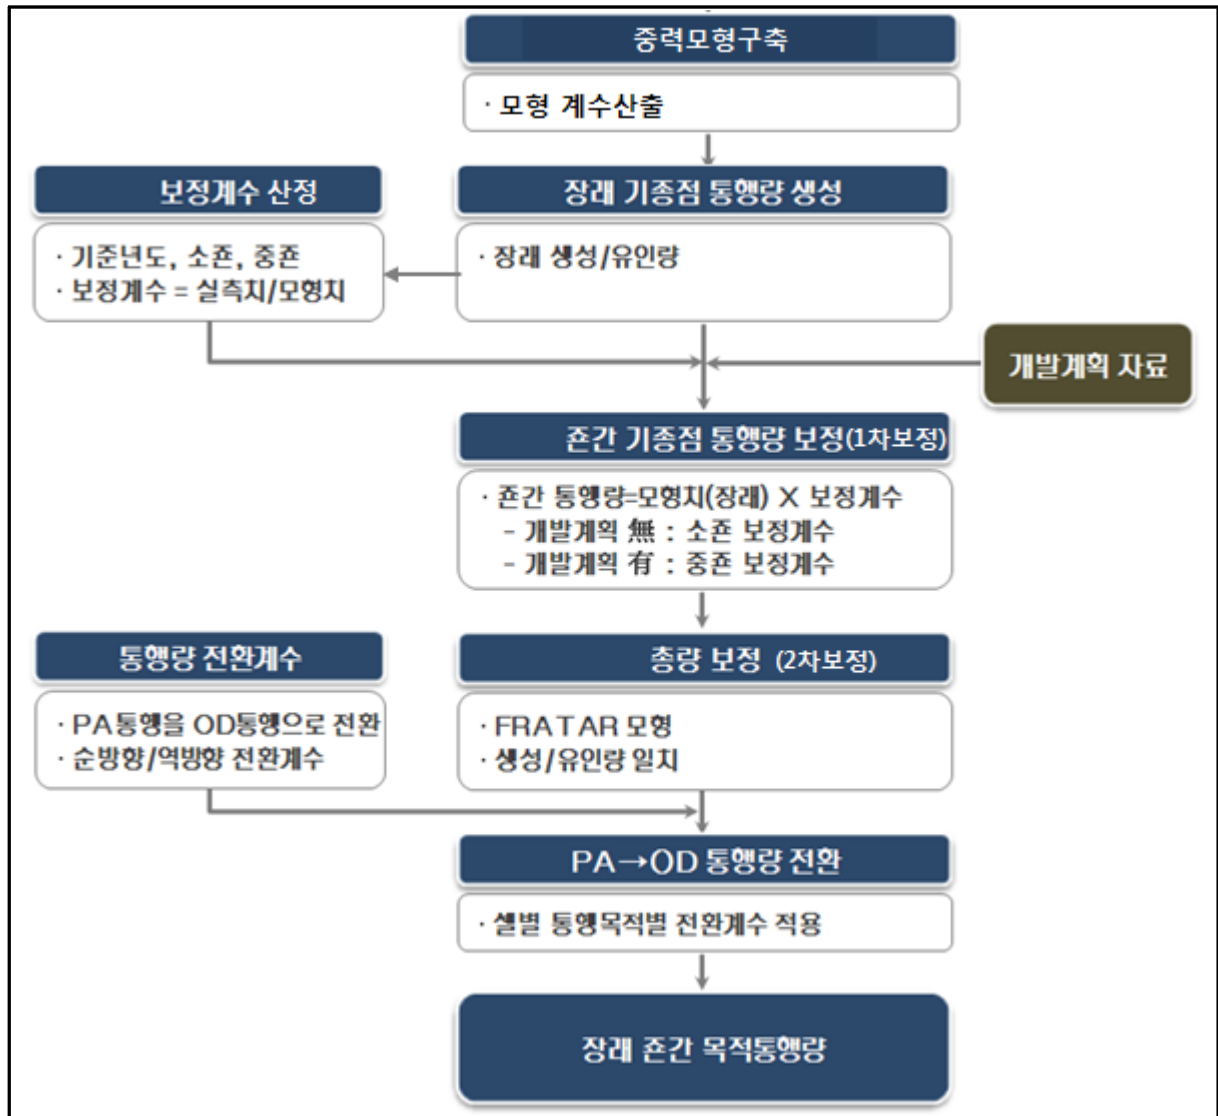 중력모형구축
· 모형 계수산출
보정계수 산정
· 기준년도, 소죤, 중죤
· 보정계수 = 실측치/모형치
장래 기종점 통행량 생성
· 장래 생성/유인량
개발계획 자료
죤간 기종점 통행량 보정(1차보정)
· 죤간 통행량=모형치(장래) X 보정계수
- 개발계획 無 : 소죤 보정계수
- 개발계획 有 : 중죤 보정계수
통행량 전환계수
· PA통행을 OD통행으로 전환
· 순방향/역방향 전환계수
총량 보정 (2차보정)
· FRATAR 모형
· 생성/유인량 일치
PA→OD 통행량 전환
· 셀별 통행목적별 전환계수 적용
장래 죤간 목적통행량